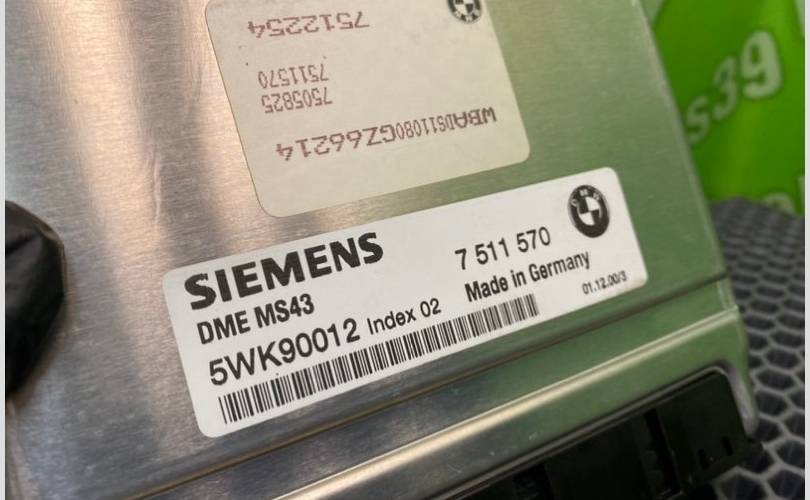 7512254
7511570
7505825
WBADS11080GZ66214
SIEMENS
7 511 570
DME MS43
Made in Germany
5WK90012 Index 02
01.12.00/3
s39